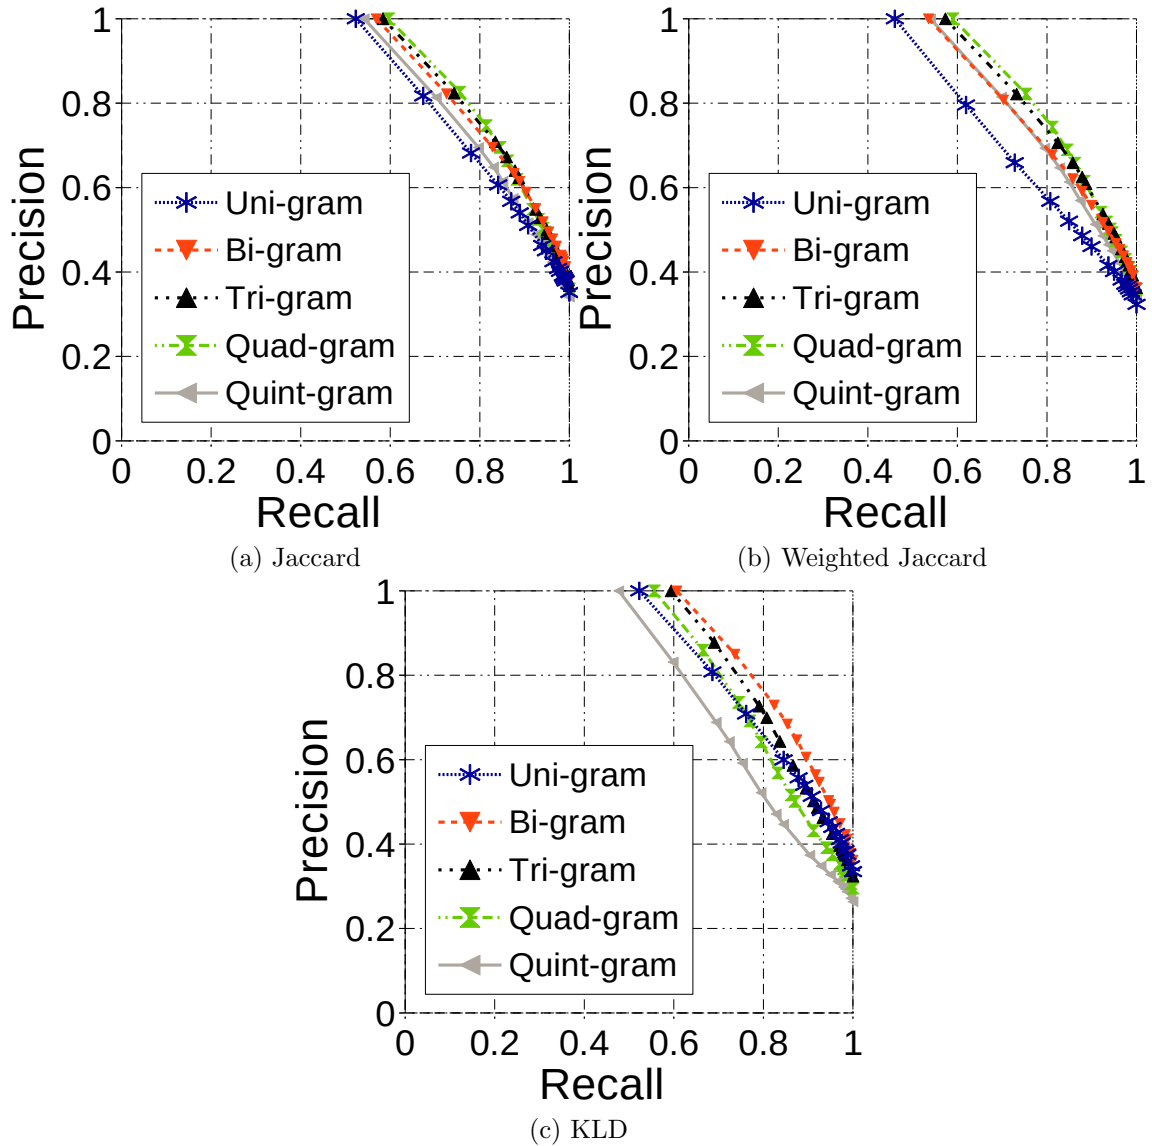 1
0.8
0.6
0.4
0.2
0
Precision
Uni-gram
Bi-gram
Tri-gram
Quad-gram
Quint-gram
0 0.2 0.4 0.6 0.8 1
Recall
(a) Jaccard
1
0.8
0.6
0.4
0.2
0
Precision
Uni-gram
Bi-gram
Tri-gram
Quad-gram
Quint-gram
0 0.2 0.4 0.6 0.8 1
Recall
(b) Weighted Jaccard
1
0.8
0.6
0.4
0.2
0
Precision
Uni-gram
Bi-gram
Tri-gram
Quad-gram
Quint-gram
0 0.2 0.4 0.6 0.8 1
Recall
(c) KLD